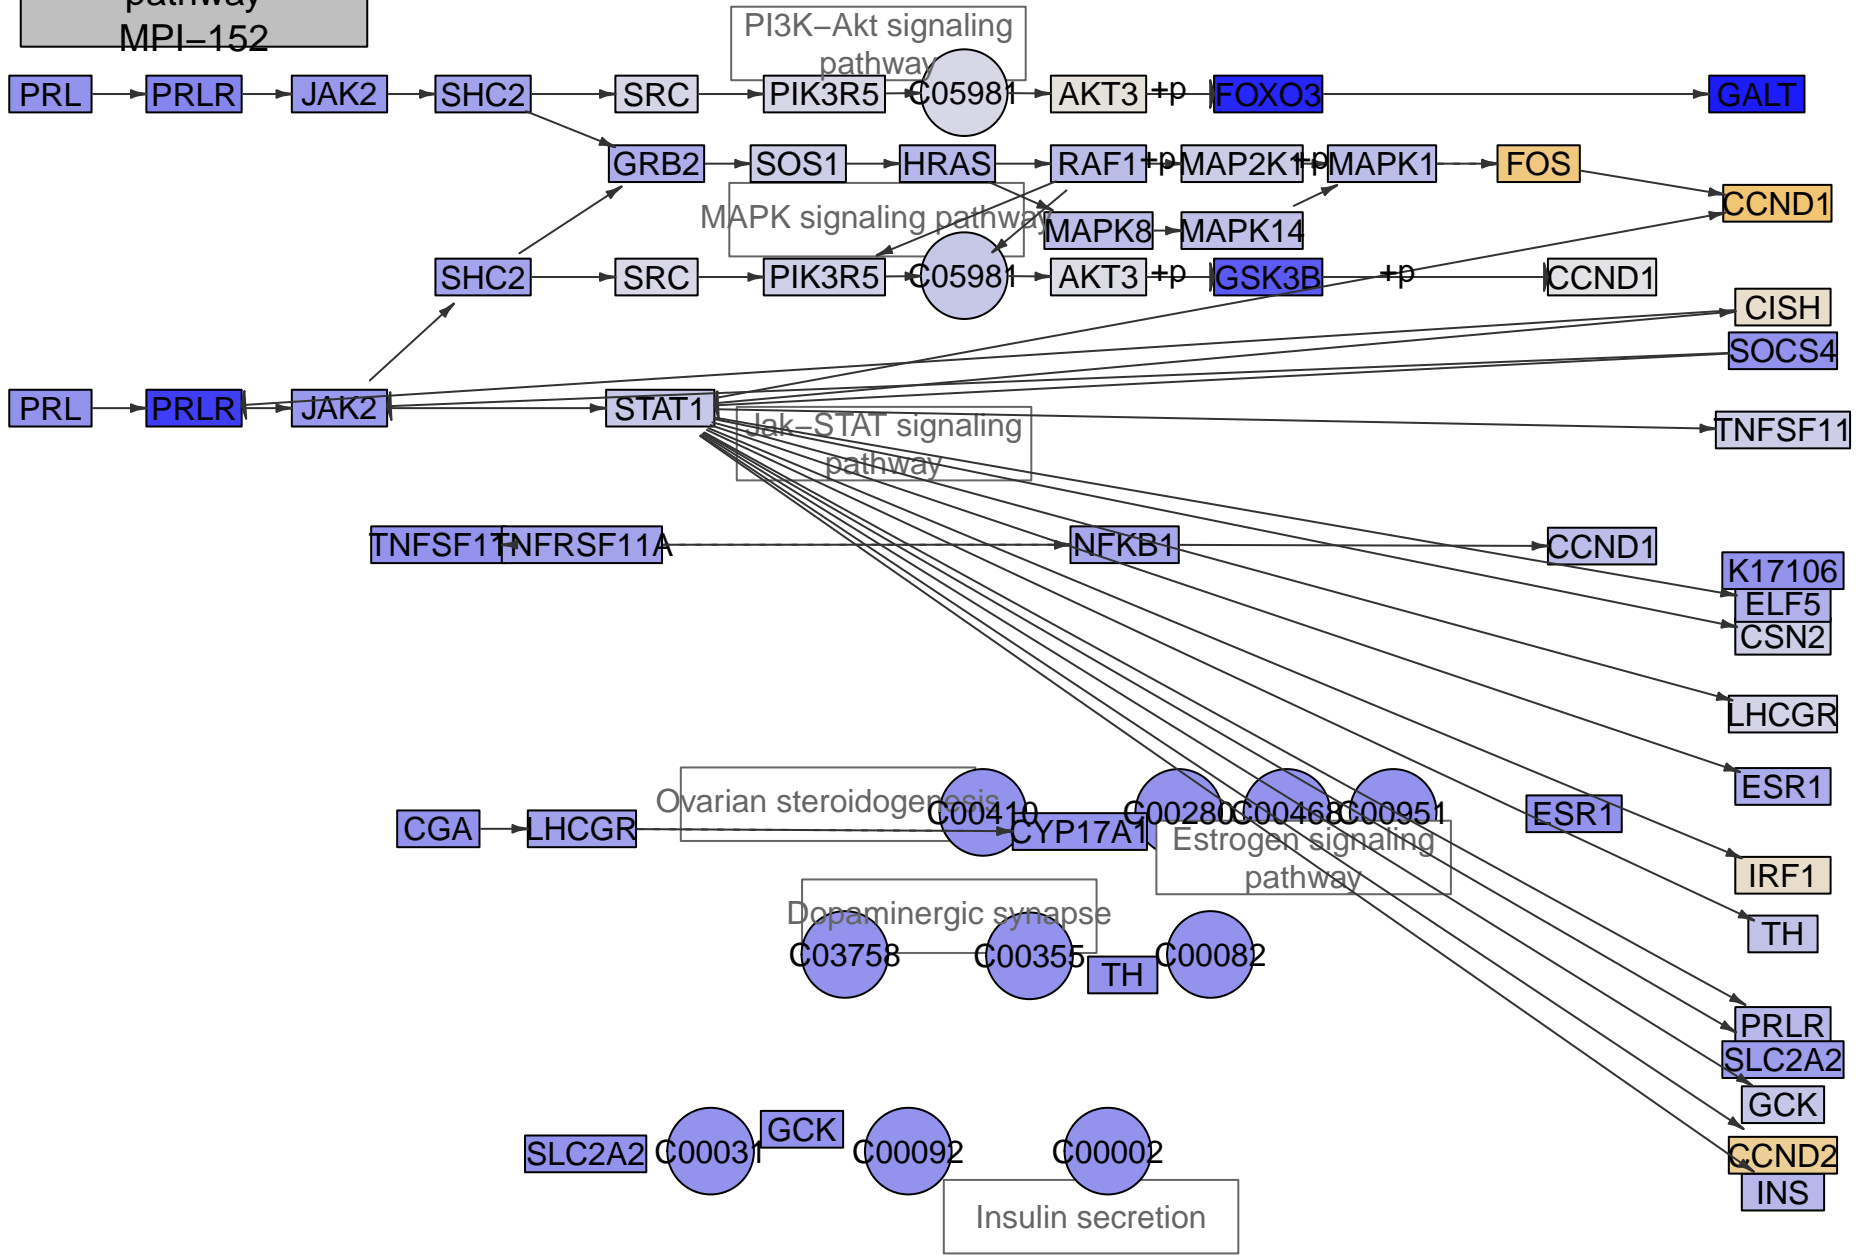 pathway
MPI–152
PI3K–Akt signaling
pathway
PRL
PRLR
JAK2
SHC2
SRC
PIK3R5
C05981
AKT3
+p
FOXO3
GALT
GRB2
SOS1
HRAS
RAF1
+p
MAP2K1
+p
MAPK1
FOS
CCND1
MAPK signaling pathway
MAPK8
MAPK14
SHC2
SRC
PIK3R5
C05981
AKT3
+p
GSK3B
+p
CCND1
CISH
SOCS4
PRL
PRLR
JAK2
STAT1
Jak–STAT signaling
pathway
TNFSF11
TNFSF11
TNFRSF11A
NFKB1
CCND1
K17106
ELF5
CSN2
LHCGR
ESR1
Ovarian steroidogenesis
C00410
C00280
C00468
C00951
ESR1
CGA
LHCGR
CYP17A1
Estrogen signaling
pathway
IRF1
Dopaminergic synapse
TH
C03758
C00355
TH
C00082
PRLR
SLC2A2
GCK
SLC2A2
C00031
GCK
C00092
C00002
CCND2
INS
Insulin secretion